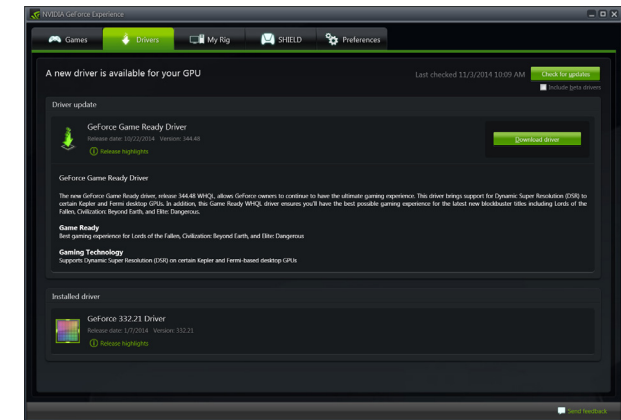 NVIDIA GeForce Experience
Games
Drivers
My Rig
SHIELD
Preferences
A new driver is available for your GPU
Last checked 11/3/2014 10:09 AM
Check for updates
Include beta drivers
Driver update
GeForce Game Ready Driver
Release date: 10/22/2014 Version: 344.48
Release highlights
Download driver
GeForce Game Ready Driver
The new GeForce Game Ready driver, release 344.48 WHQL, allows GeForce owners to continue to have the ultimate gaming experience. This driver brings support for Dynamic Super Resolution (DSR) to
certain Kepler and Fermi desktop GPUs. In addition, this Game Ready WHQL driver ensures you'll have the best possible gaming experience for the latest new blockbuster titles including Lords of the
Fallen, Civilization: Beyond Earth, and Elite: Dangerous.
Game Ready
Best gaming experience for Lords of the Fallen, Civilization: Beyond Earth, and Elite: Dangerous
Gaming Technology
Supports Dynamic Super Resolution (DSR) on certain Kepler and Fermi-based desktop GPUs
Installed driver
GeForce 332.21 Driver
Release date: 1/7/2014 Version: 332.21
Release highlights
Send feedback